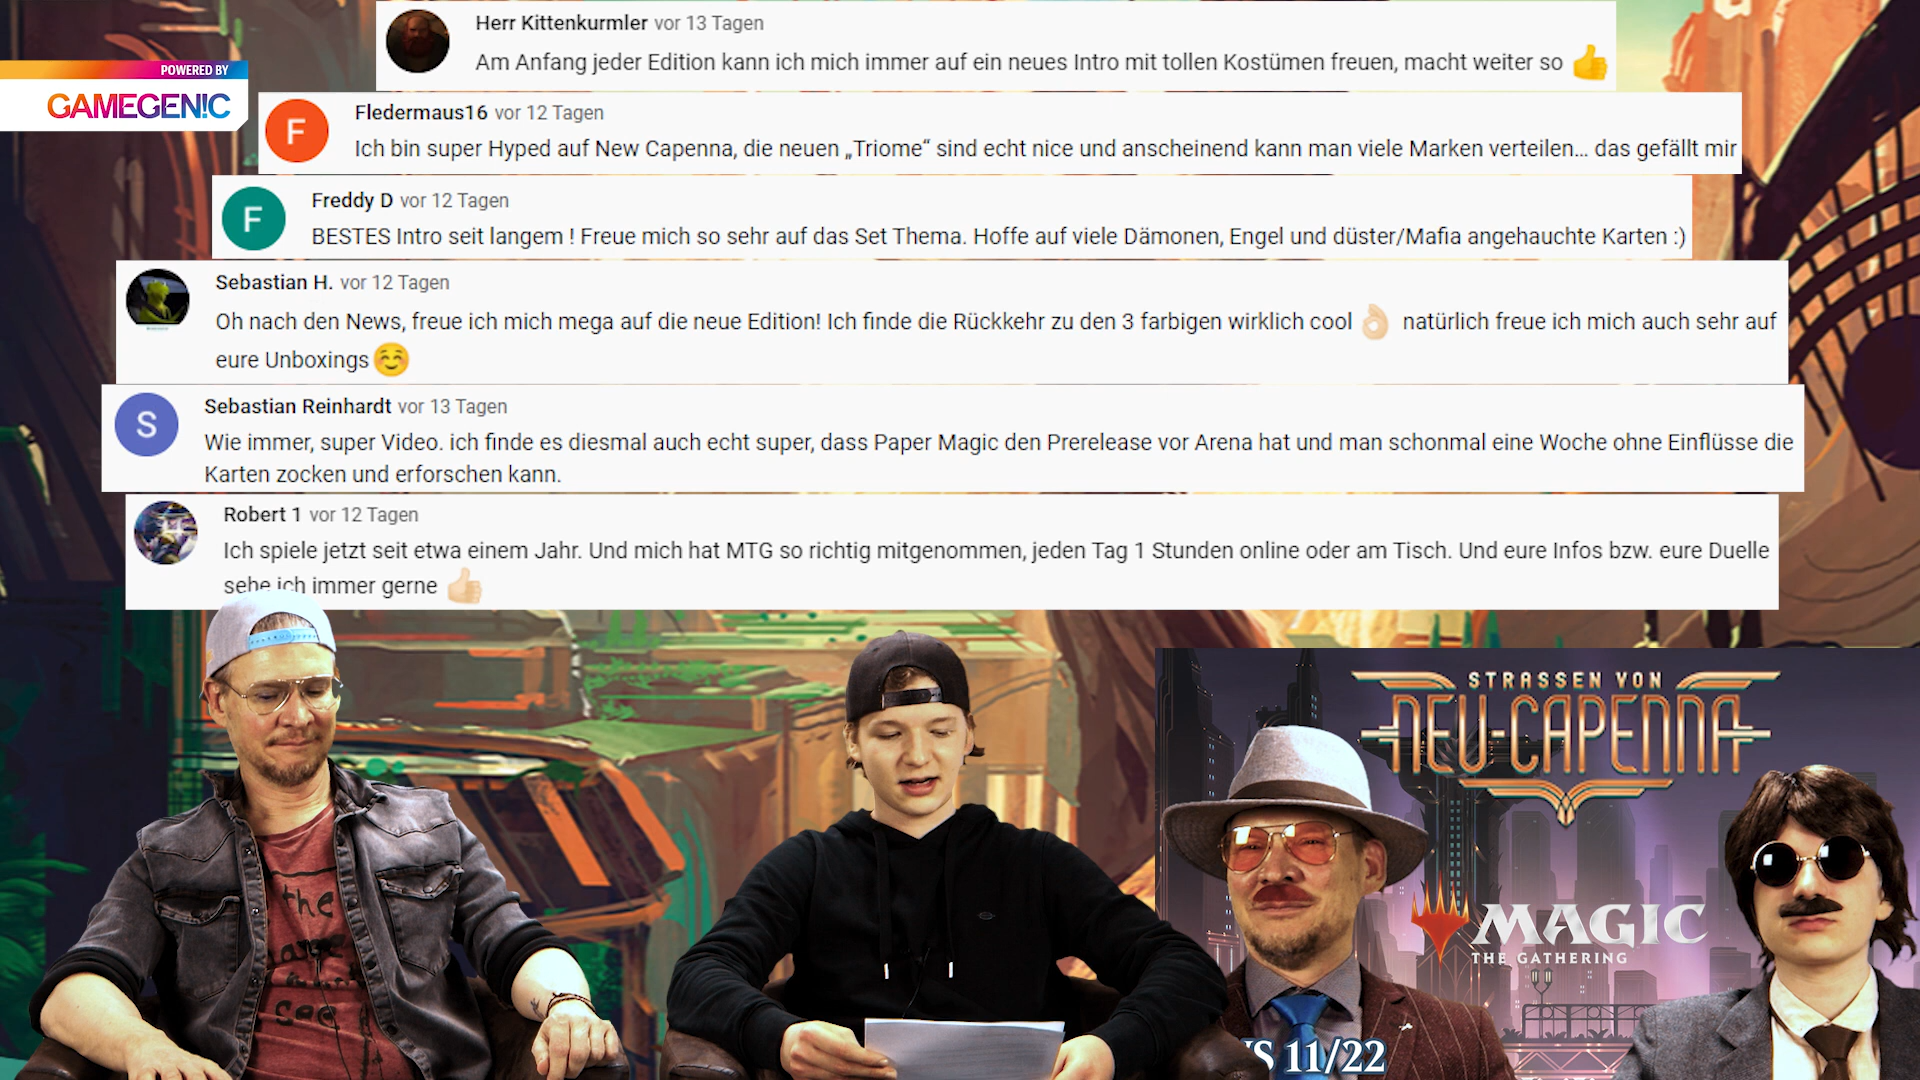 POWERED BY
GAMEGEN!C
Herr Kittenkurmler vor 13 Tagen
Am Anfang jeder Edition kann ich mich immer auf ein neues Intro mit tollen Kostümen freuen, macht weiter so 👍
F
Fledermaus16 vor 12 Tagen
Ich bin super Hyped auf New Capenna, die neuen „Triome“ sind echt nice und anscheinend kann man viele Marken verteilen... das gefällt mir
F
Freddy D vor 12 Tagen
BESTES Intro seit langem ! Freue mich so sehr auf das Set Thema. Hoffe auf viele Dämonen, Engel und düster/Mafia angehauchte Karten :)
Sebastian H. vor 12 Tagen
Oh nach den News, freue ich mich mega auf die neue Edition! Ich finde die Rückkehr zu den 3 farbigen wirklich cool 👌🏻 natürlich freue ich mich auch sehr auf
eure Unboxings ☺️
S
Sebastian Reinhardt vor 13 Tagen
Wie immer, super Video. ich finde es diesmal auch echt super, dass Paper Magic den Prerelease vor Arena hat und man schonmal eine Woche ohne Einflüsse die
Karten zocken und erforschen kann.
Robert 1 vor 12 Tagen
Ich spiele jetzt seit etwa einem Jahr. Und mich hat MTG so richtig mitgenommen, jeden Tag 1 Stunden online oder am Tisch. Und eure Infos bzw. eure Duelle
sehe ich immer gerne 👍🏻
STRASSEN VON
NEU-CAPENNA
MAGIC
THE GATHERING
11/22
the